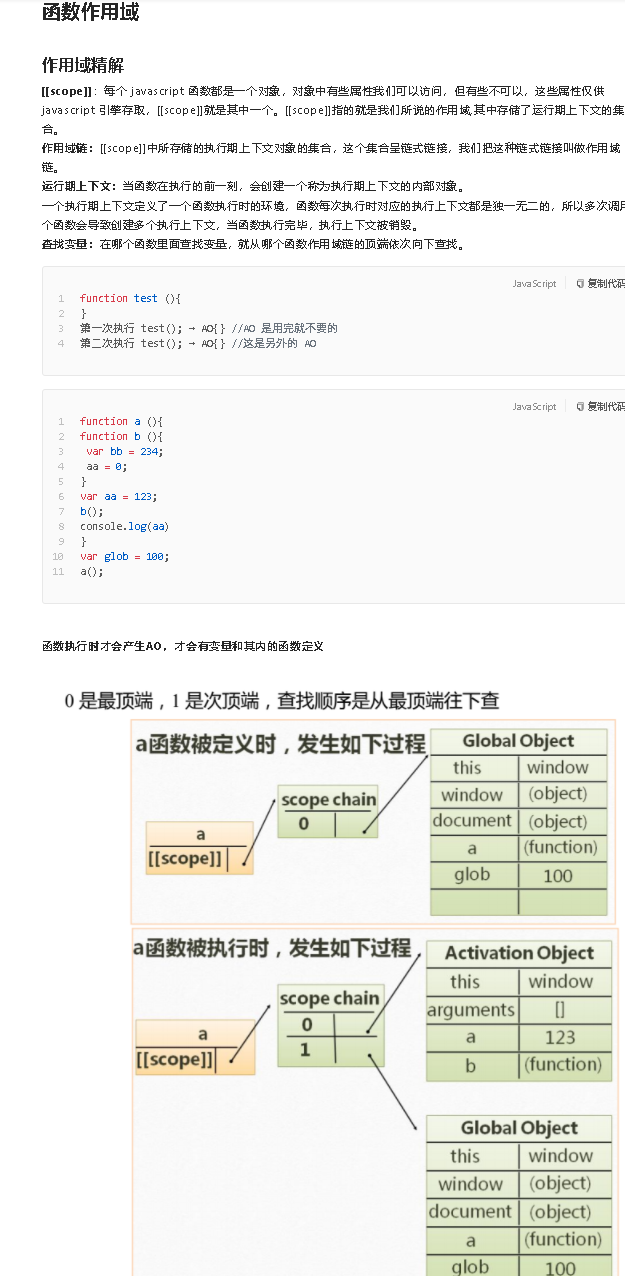 函数作用域
作用域精解
[[scope]]：每个 javascript 函数都是一个对象，对象中有些属性我们可以访问，但有些不可以，这些属性仅供
javascript 引擎存取，[[scope]]就是其中一个。[[scope]]指的就是我们所说的作用域,其中存储了运行期上下文的集
合。
作用域链：[[scope]]中所存储的执行期上下文对象的集合，这个集合呈链式链接，我们把这种链式链接叫做作用域
链。
运行期上下文：当函数在执行的前一刻，会创建一个称为执行期上下文的内部对象。
一个执行期上下文定义了一个函数执行时的环境，函数每次执行时对应的执行上下文都是独一无二的，所以多次调用
个函数会导致创建多个执行上下文，当函数执行完毕，执行上下文被销毁。
查找变量：在哪个函数里面查找变量，就从哪个函数作用域链的顶端依次向下查找。
JavaScript 复制代码
1 function test (){
2 }
3 第一次执行 test(); → AO{} //AO 是用完就不要的
4 第二次执行 test(); → AO{} //这是另外的 AO
JavaScript 复制代码
1 function a (){
2 function b (){
3 var bb = 234;
4 aa = 0;
5 }
6 var aa = 123;
7 b();
8 console.log(aa)
9 }
10 var glob = 100;
11 a();
函数执行时才会产生AO，才会有变量和其内的函数定义
0 是最顶端，1 是次顶端，查找顺序是从最顶端往下查
a函数被定义时，发生如下过程
Global Object
this window
window (object)
document (object)
a (function)
glob 100
scope chain
0
a
[[scope]]
a函数被执行时，发生如下过程
Activation Object
this window
arguments []
a 123
b (function)
scope chain
0
1
a
[[scope]]
Global Object
this window
window (object)
document (object)
a (function)
glob 100